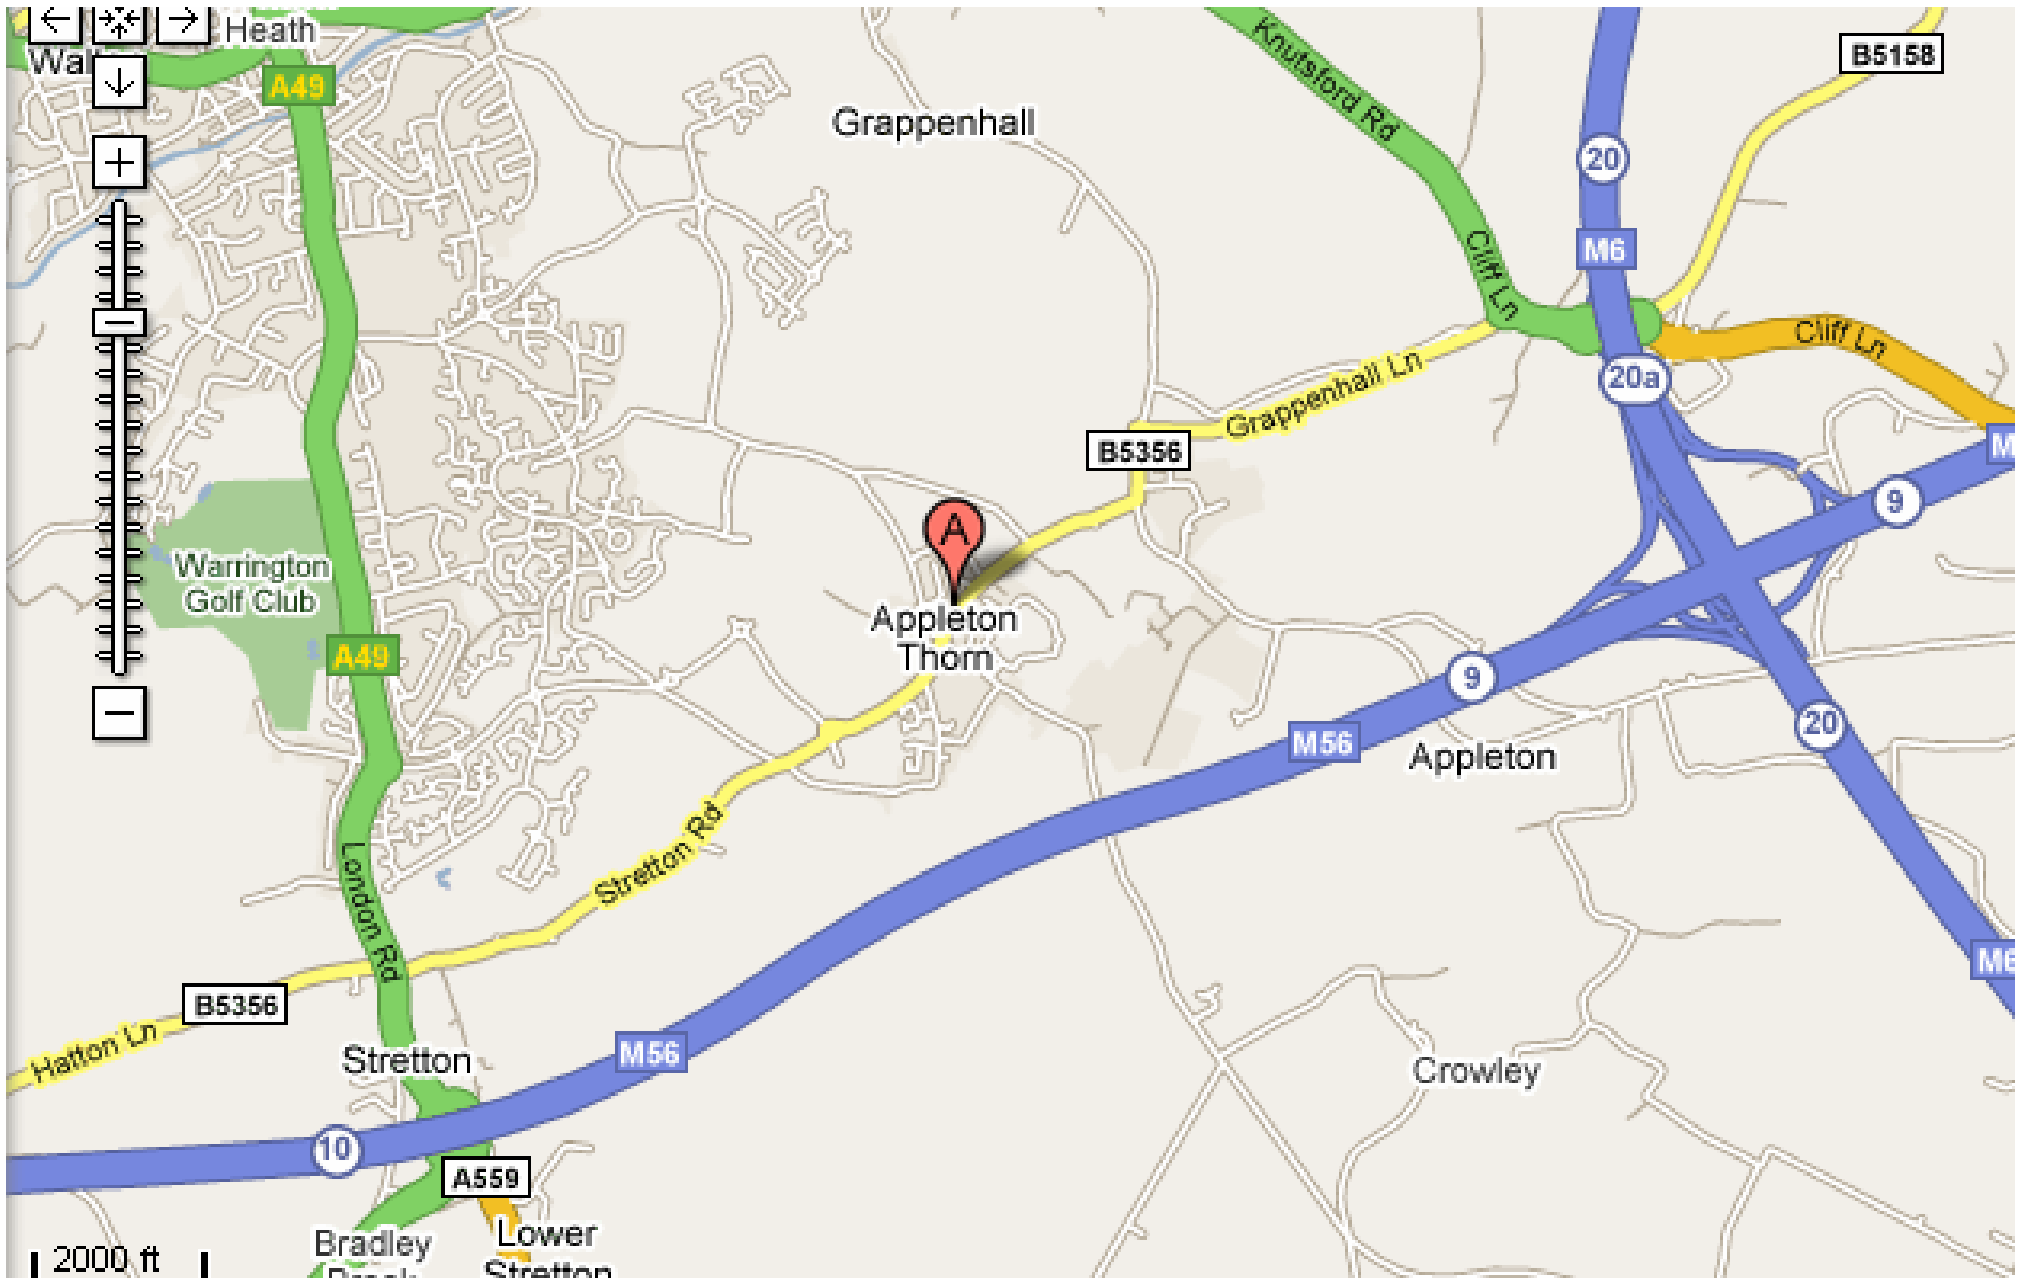 Heath
Wal
A49
B5158
Knutsford Rd
Grappenhall
20
M6
Cliff Ln
Cliff Ln
20a
Grappenhall Ln
B5356
M
9
A
Warrington
Golf Club
Appleton
Thorn
A49
9
20
M56
Appleton
Stretton Rd
London Rd
M6
B5356
Hatton Ln
Stretton
M56
Crowley
10
A559
Bradley
Brook
Lower
Stretton
2000 ft